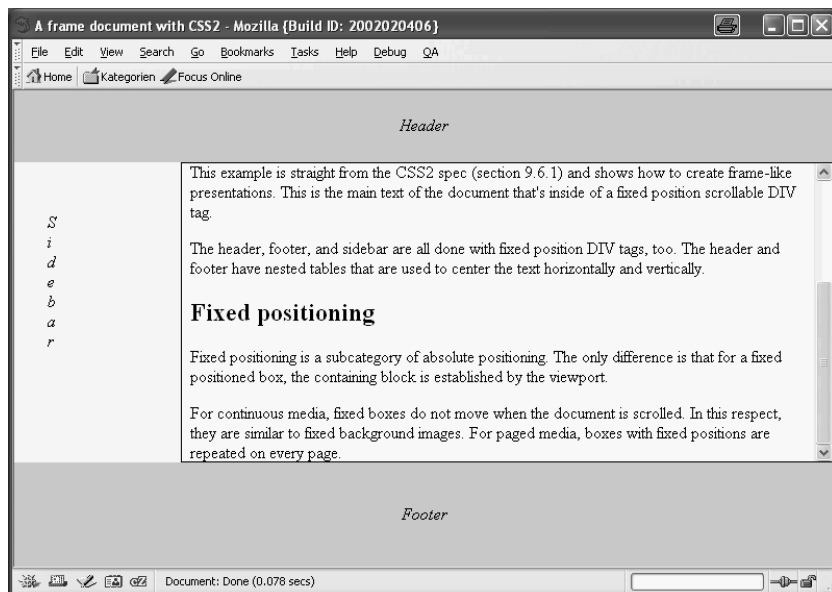 A frame document with CSS2 - Mozilla {Build ID: 2002020406}
File Edit View Search Go Bookmarks Tasks Help Debug QA
Home Kategorien Focus Online
Header
This example is straight from the CSS2 spec (section 9.6.1) and shows how to create frame-like
presentations. This is the main text of the document that's inside of a fixed position scrollable DIV
tag.
The header, footer, and sidebar are all done with fixed position DIV tags, too. The header and
footer have nested tables that are used to center the text horizontally and vertically.
Fixed positioning
Fixed positioning is a subcategory of absolute positioning. The only difference is that for a fixed
positioned box, the containing block is established by the viewport.
For continuous media, fixed boxes do not move when the document is scrolled. In this respect,
they are similar to fixed background images. For paged media, boxes with fixed positions are
repeated on every page.
S
i
d
e
b
a
r
Footer
Document: Done (0.078 secs)